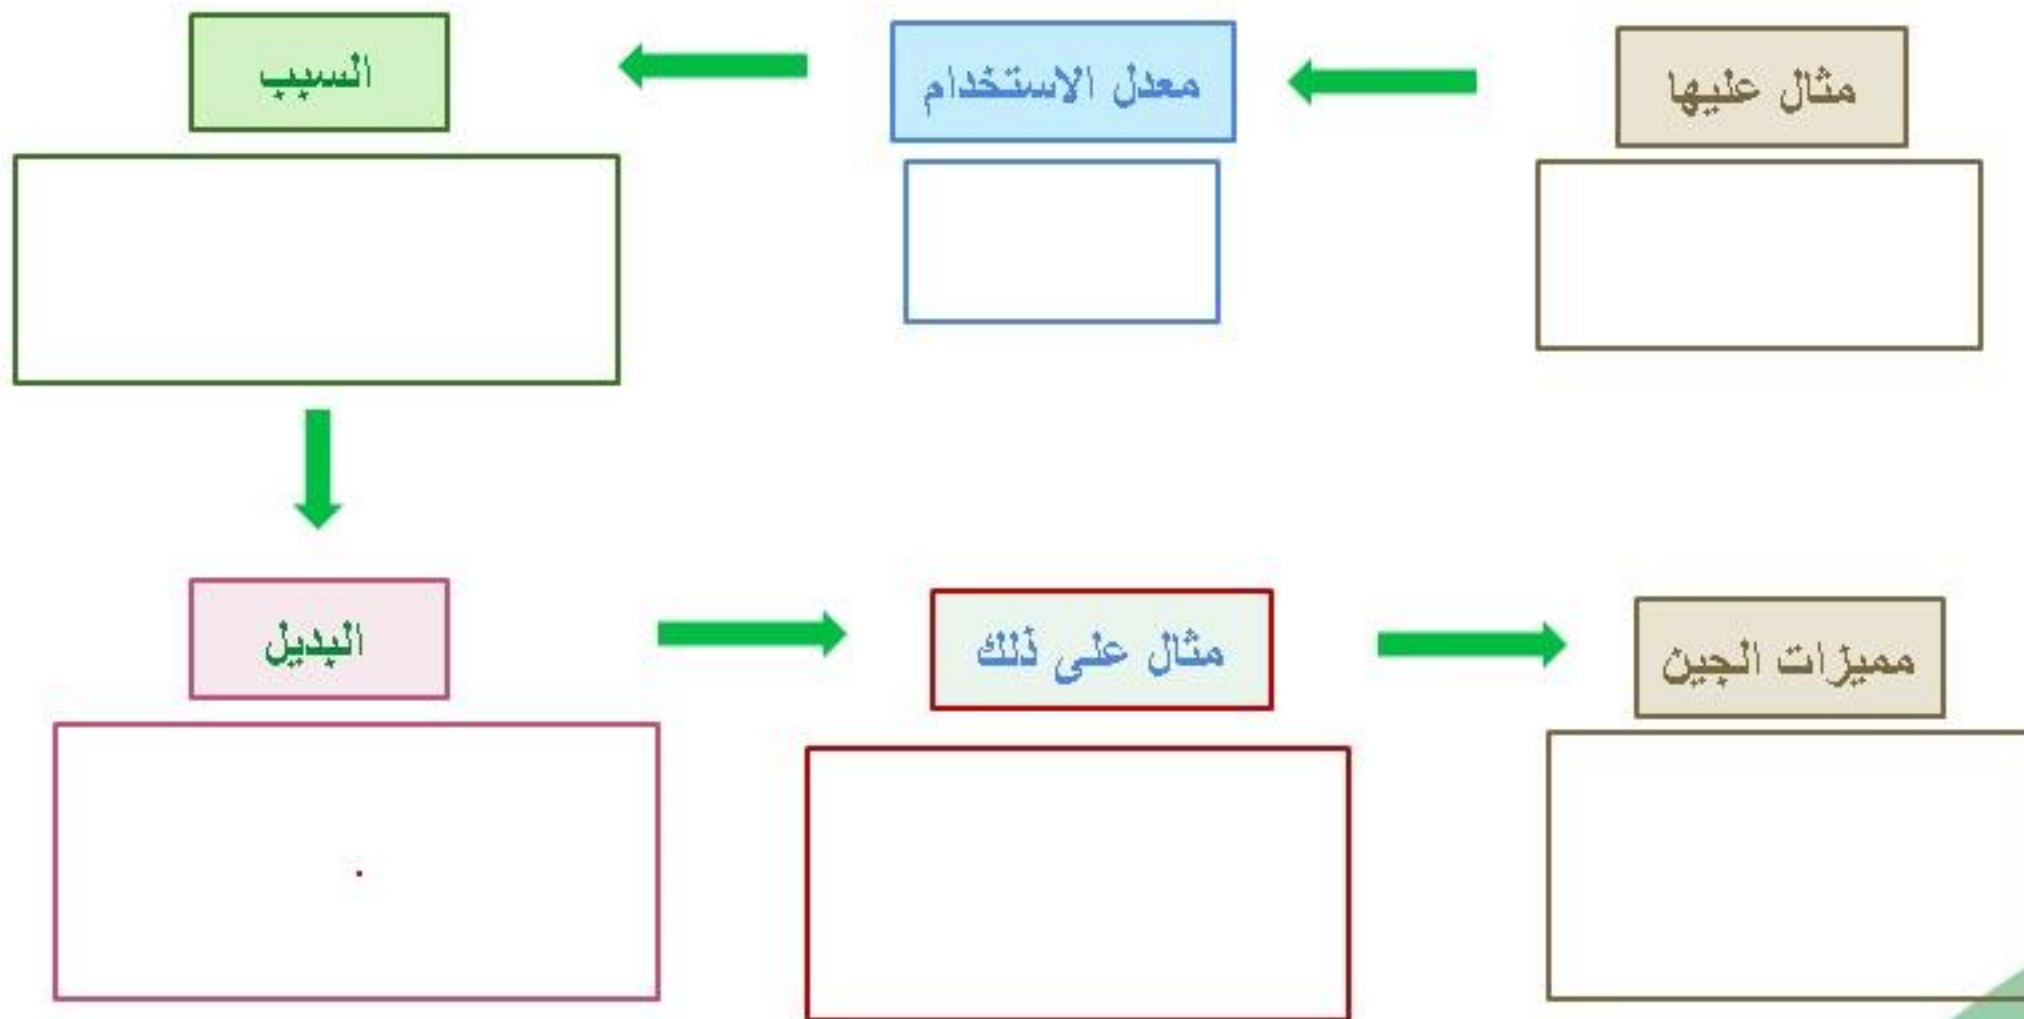 مثال عليها
معدل الاستخدام
السبب
البديل
مثال على ذلك
مميزات الجين